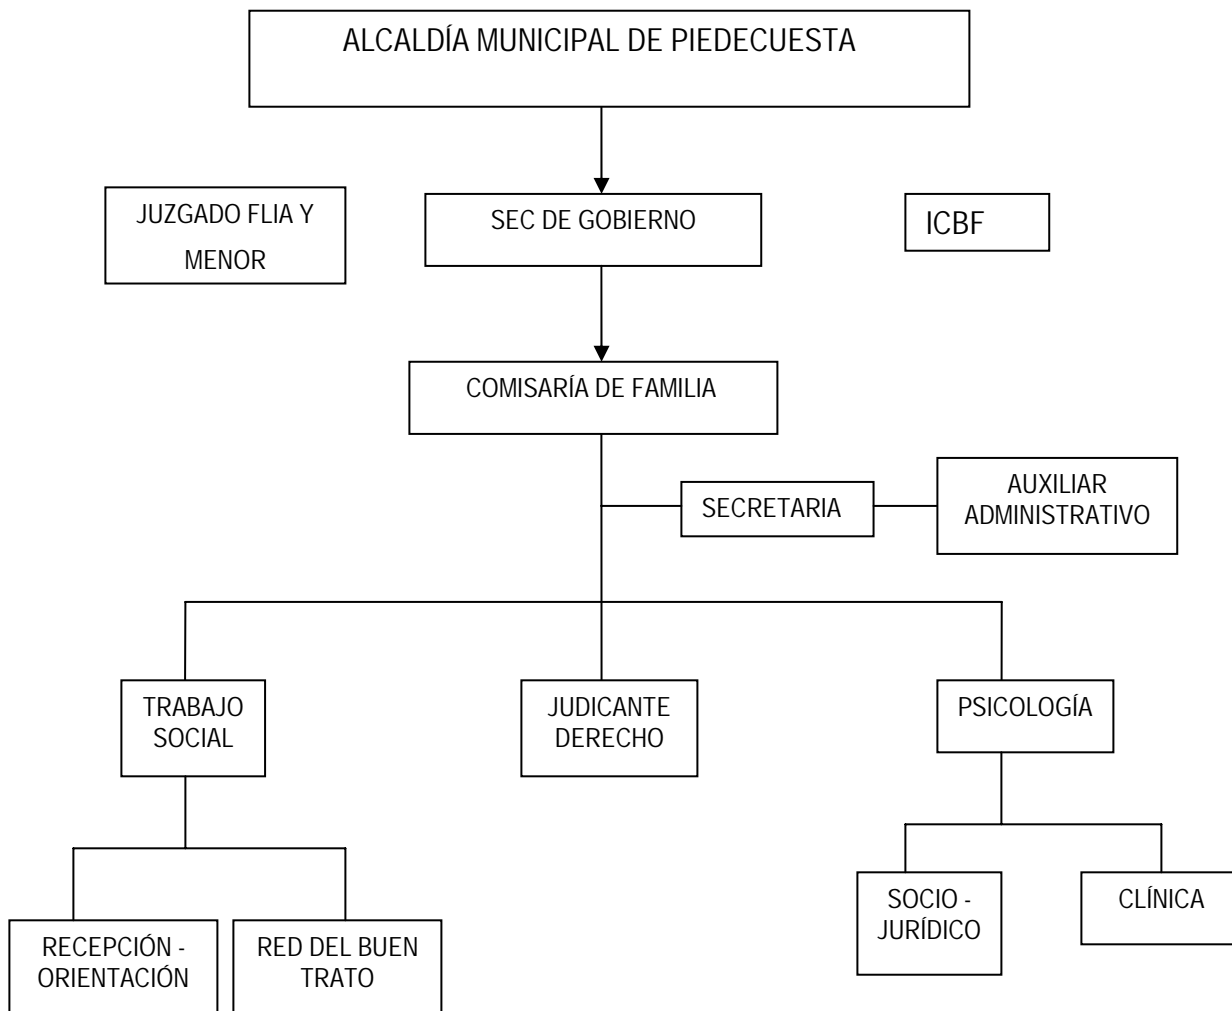 ALCALDÍA MUNICIPAL DE PIEDECUESTA
JUZGADO FLIA Y
MENOR
SEC DE GOBIERNO
ICBF
COMISARÍA DE FAMILIA
SECRETARIA
AUXILIAR
ADMINISTRATIVO
TRABAJO
SOCIAL
JUDICANTE
DERECHO
PSICOLOGÍA
RECEPCIÓN -
ORIENTACIÓN
RED DEL BUEN
TRATO
SOCIO -
JURÍDICO
CLÍNICA